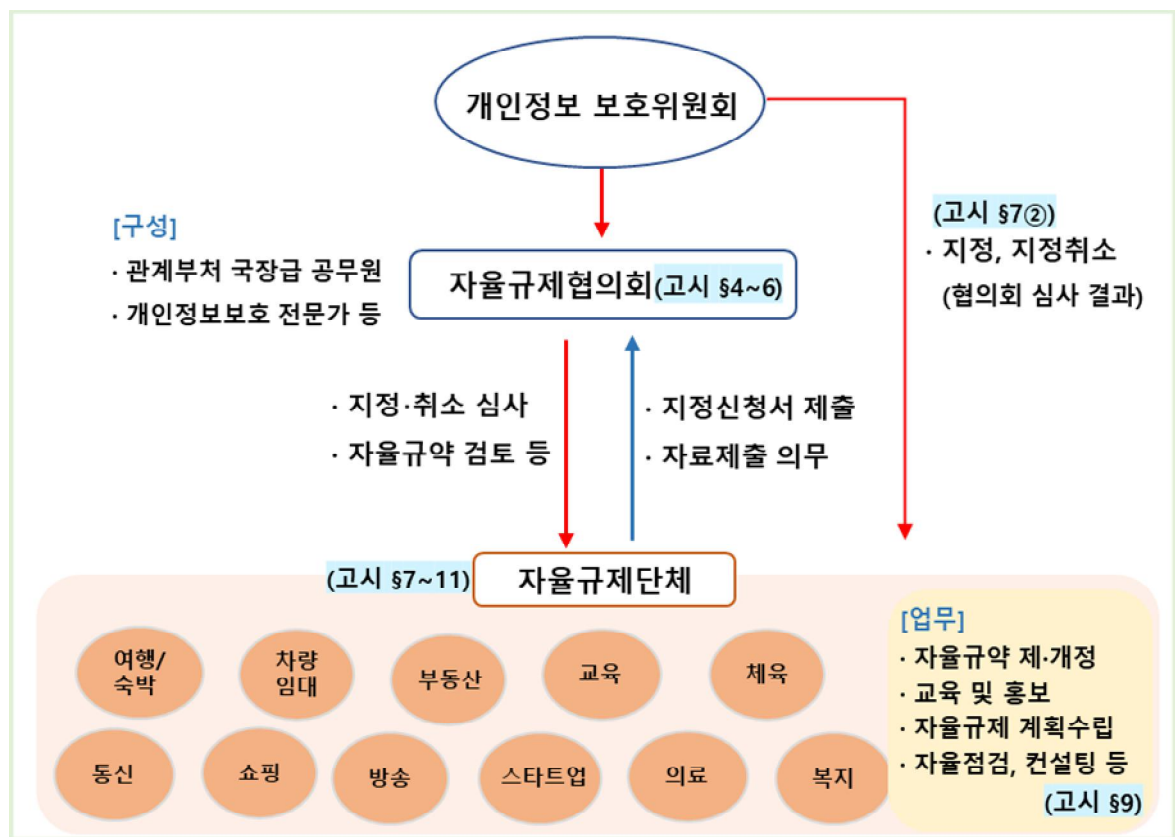 개인정보 보호위원회
[구성]
· 관계부처 국장급 공무원
· 개인정보보호 전문가 등
자율규제협의회(고시 §4~6)
(고시 §7②)
· 지정, 지정취소
(협의회 심사 결과)
· 지정·취소 심사
· 자율규약 검토 등
· 지정신청서 제출
· 자료제출 의무
(고시 §7~11)
자율규제단체
여행/
숙박
차량
임대
부동산
교육
체육
통신
쇼핑
방송
스타트업
의료
복지
[업무]
· 자율규약 제·개정
· 교육 및 홍보
· 자율규제 계획수립
· 자율점검, 컨설팅 등
(고시 §9)